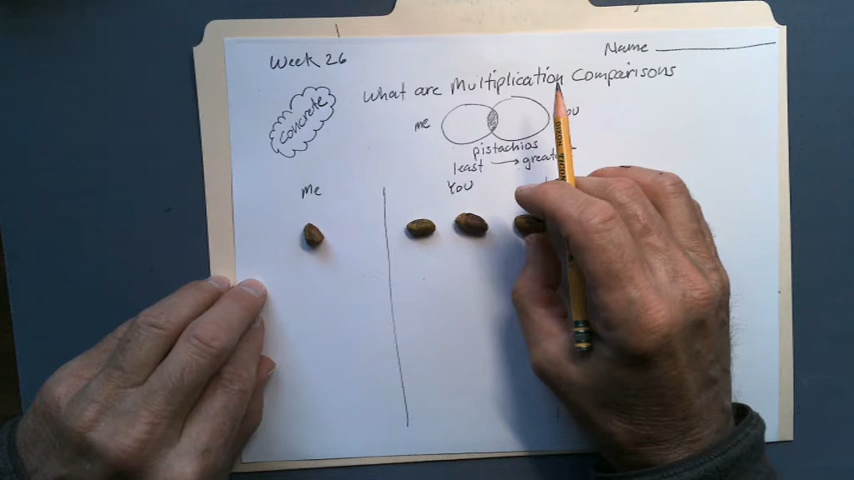 Week 26
Name
What are Multiplication Comparisons
concrete
me
pistachios
least → great
Me
You